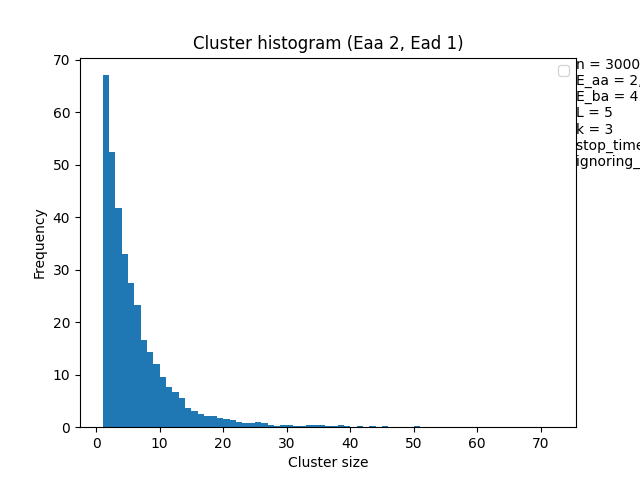 Cluster histogram (Eaa 2, Ead 1)
n = 3000
E_aa = 2,
E_ba = 4
L = 5
k = 3
stop_time
ignoring_
70
60
50
40
30
20
10
0
Frequency
0 10 20 30 40 50 60 70
Cluster size